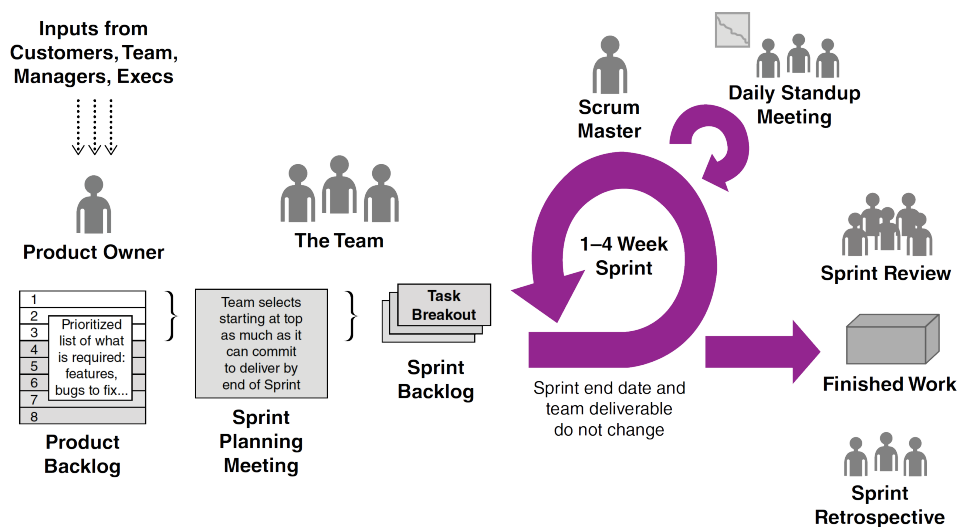 Inputs from
Customers, Team,
Managers, Execs
Product Owner
The Team
Scrum
Master
Daily Standup
Meeting
1–4 Week
Sprint
Sprint Review
1
2
3
4
5
6
7
8
Prioritized
list of what
is required:
features,
bugs to fix...
Product
Backlog
Team selects
starting at top
as much as it
can commit
to deliver by
end of Sprint
Sprint
Planning
Meeting
Task
Breakout
Sprint
Backlog
Sprint end date and
team deliverable
do not change
Finished Work
Sprint
Retrospective